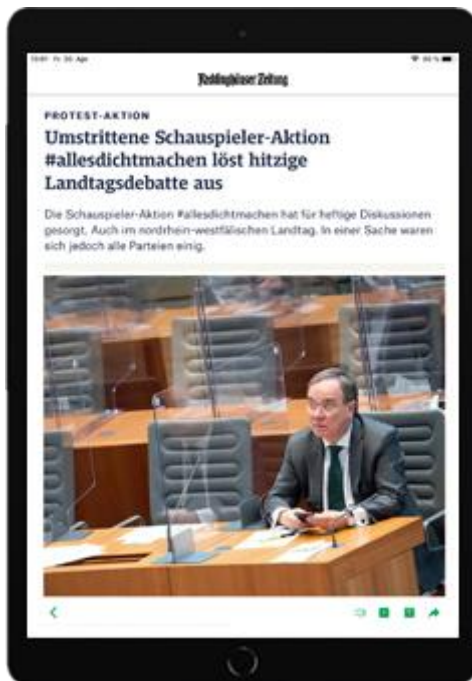 Recklinghäuser Zeitung
PROTEST-AKTION
Umstrittene Schauspieler-Aktion
#allesdichtmachen löst hitzige
Landtagsdebatte aus
Die Schauspieler-Aktion #allesdichtmachen hat für heftige Diskussionen
gesorgt. Auch im nordrhein-westfälischen Landtag. In einer Sache waren
sich jedoch alle Parteien einig.